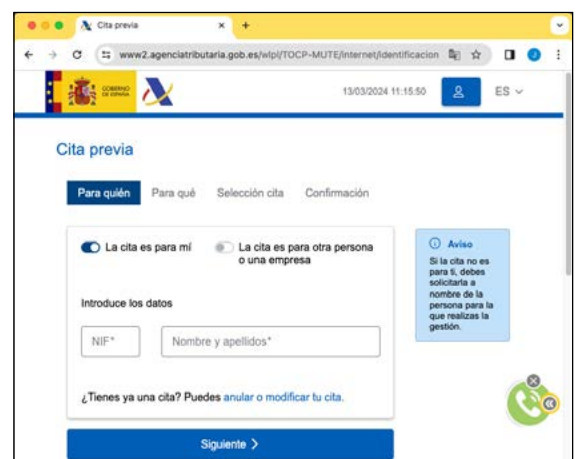 Cita previa
www2.agenciatributaria.gob.es/wlpl/TOCP-MUTE/internet/identificacion
GOBIERNO
DE ESPAÑA
13/03/2024 11:15:50
ES
Cita previa
Para quién Para qué Selección cita Confirmación
La cita es para mí
La cita es para otra persona
o una empresa
Introduce los datos
NIF*
Nombre y apellidos*
¿Tienes ya una cita? Puedes anular o modificar tu cita.
Siguiente
Aviso
Si la cita no es
para ti, debes
solicitarla a
nombre de la
persona para la
que realizas la
gestión.